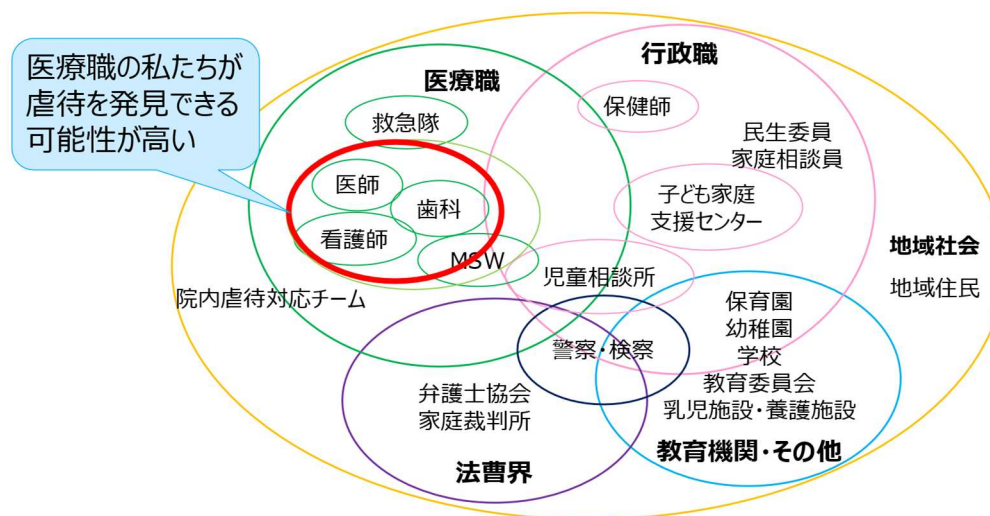 医療職の私たちが
虐待を発見できる
可能性が高い
医療職
行政職
救急隊
保健師
民生委員
家庭相談員
医師
歯科
看護師
MSW
子ども家庭
支援センター
児童相談所
地域社会
地域住民
院内虐待対応チーム
保育園
幼稚園
学校
教育委員会
乳児施設・養護施設
警察・検察
弁護士協会
家庭裁判所
教育機関・その他
法曹界